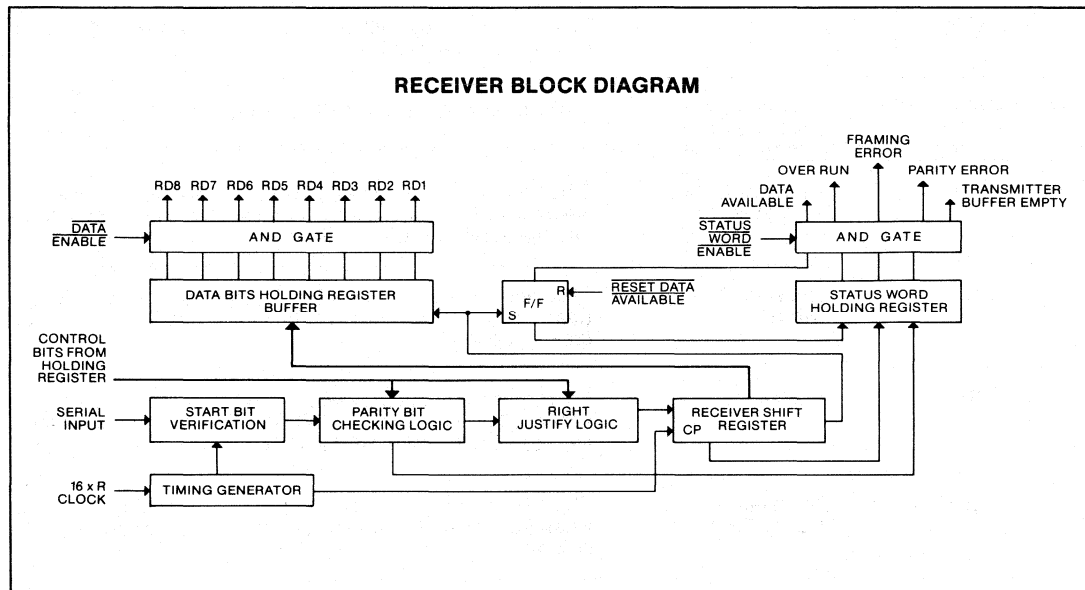 RECEIVER BLOCK DIAGRAM
FRAMING
ERROR
OVER RUN
PARITY ERROR
DATA
AVAILABLE
TRANSMITTER
BUFFER EMPTY
RD8 RD7 RD6 RD5 RD4 RD3 RD2 RD1
DATA
ENABLE
AND GATE
STATUS
WORD
ENABLE
AND GATE
DATA BITS HOLDING REGISTER
BUFFER
R
F/F
S
RESET DATA
AVAILABLE
STATUS WORD
HOLDING REGISTER
CONTROL
BITS FROM
HOLDING
REGISTER
SERIAL
INPUT
START BIT
VERIFICATION
PARITY BIT
CHECKING LOGIC
RIGHT
JUSTIFY LOGIC
RECEIVER SHIFT
REGISTER
CP
16 x R
CLOCK
TIMING GENERATOR